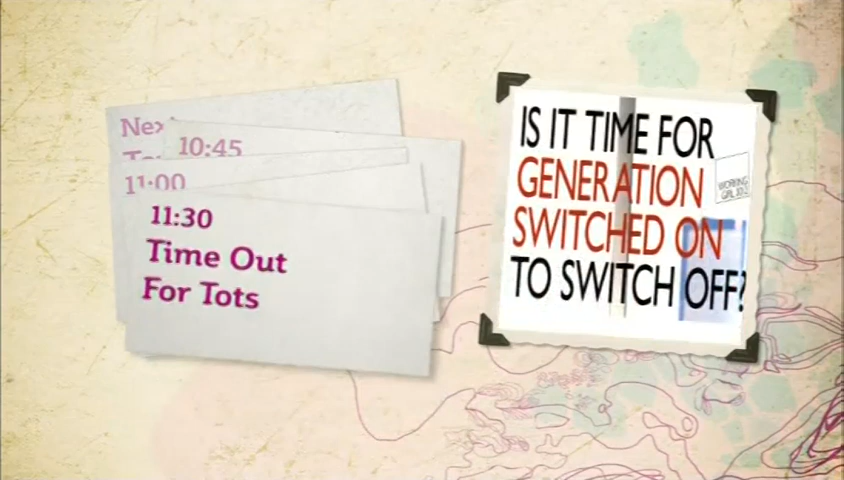 Nex
10:45
11:00
11:30
Time Out
For Tots
IS IT TIME FOR
GENERATION
SWITCHED ON
TO SWITCH OFF?
WORKING